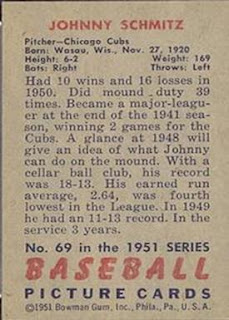 JOHNNY SCHMITZ
Pitcher—Chicago Cubs
Born: Wasau, Wis., Nov. 27, 1920
Height: 6-2 Weight: 169
Bats: Right Throws: Left
Had 10 wins and 16 losses in
1950. Did mound duty 39
times. Became a major-leagu-
er at the end of the 1941 sea-
son, winning 2 games for the
Cubs. A glance at 1948 will
give an idea of what Johnny
can do on the mound. With a
cellar ball club, his record
was 18-13. His earned run
average, 2.64, was fourth
lowest in the League. In 1949
he had an 11-13 record. In the
service 3 years.
No. 69 in the 1951 SERIES
BASEBALL
PICTURE CARDS
©1951 Bowman Gum, Inc., Phila., Pa., U.S.A.